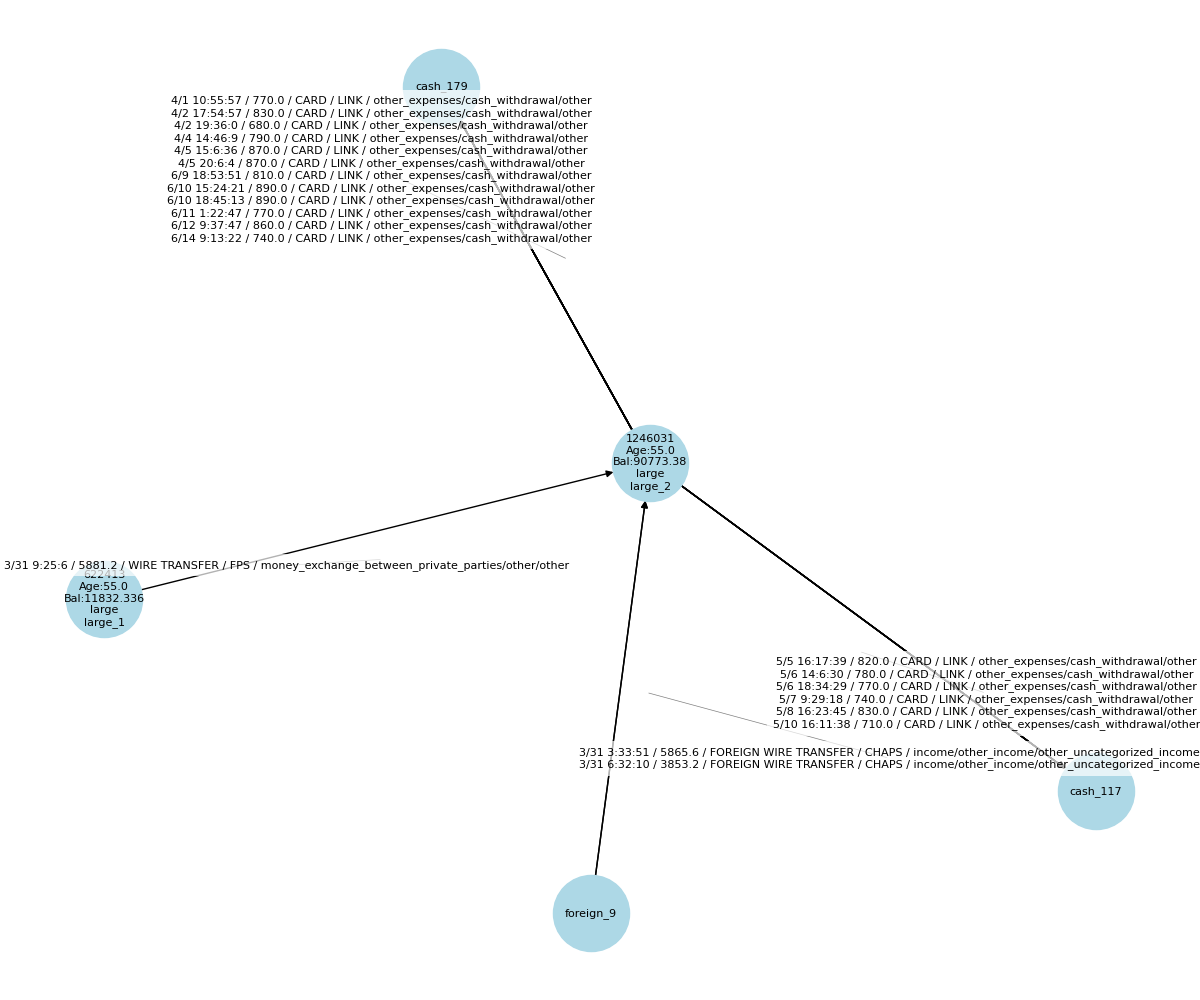 cash_179
4/1 10:55:57 / 770.0 / CARD / LINK / other_expenses/cash_withdrawal/other
4/2 17:54:57 / 830.0 / CARD / LINK / other_expenses/cash_withdrawal/other
4/2 19:36:0 / 680.0 / CARD / LINK / other_expenses/cash_withdrawal/other
4/4 14:46:9 / 790.0 / CARD / LINK / other_expenses/cash_withdrawal/other
4/5 15:6:36 / 870.0 / CARD / LINK / other_expenses/cash_withdrawal/other
4/5 20:6:4 / 870.0 / CARD / LINK / other_expenses/cash_withdrawal/other
6/9 18:53:51 / 810.0 / CARD / LINK / other_expenses/cash_withdrawal/other
6/10 15:24:21 / 890.0 / CARD / LINK / other_expenses/cash_withdrawal/other
6/10 18:45:13 / 890.0 / CARD / LINK / other_expenses/cash_withdrawal/other
6/11 1:22:47 / 770.0 / CARD / LINK / other_expenses/cash_withdrawal/other
6/12 9:37:47 / 860.0 / CARD / LINK / other_expenses/cash_withdrawal/other
6/14 9:13:22 / 740.0 / CARD / LINK / other_expenses/cash_withdrawal/other
1246031
Age:55.0
Bal:90773.38
large
large_2
3/31 9:25:6 / 5881.2 / WIRE TRANSFER / FPS / money_exchange_between_private_parties/other/other
622413
Age:55.0
Bal:11832.336
large
large_1
5/5 16:17:39 / 820.0 / CARD / LINK / other_expenses/cash_withdrawal/other
5/6 14:6:30 / 780.0 / CARD / LINK / other_expenses/cash_withdrawal/other
5/6 18:34:29 / 770.0 / CARD / LINK / other_expenses/cash_withdrawal/other
5/7 9:29:18 / 740.0 / CARD / LINK / other_expenses/cash_withdrawal/other
5/8 16:23:45 / 830.0 / CARD / LINK / other_expenses/cash_withdrawal/other
5/10 16:11:38 / 710.0 / CARD / LINK / other_expenses/cash_withdrawal/other
3/31 3:33:51 / 5865.6 / FOREIGN WIRE TRANSFER / CHAPS / income/other_income/other_uncategorized_income
3/31 6:32:10 / 3853.2 / FOREIGN WIRE TRANSFER / CHAPS / income/other_income/other_uncategorized_income
cash_117
foreign_9